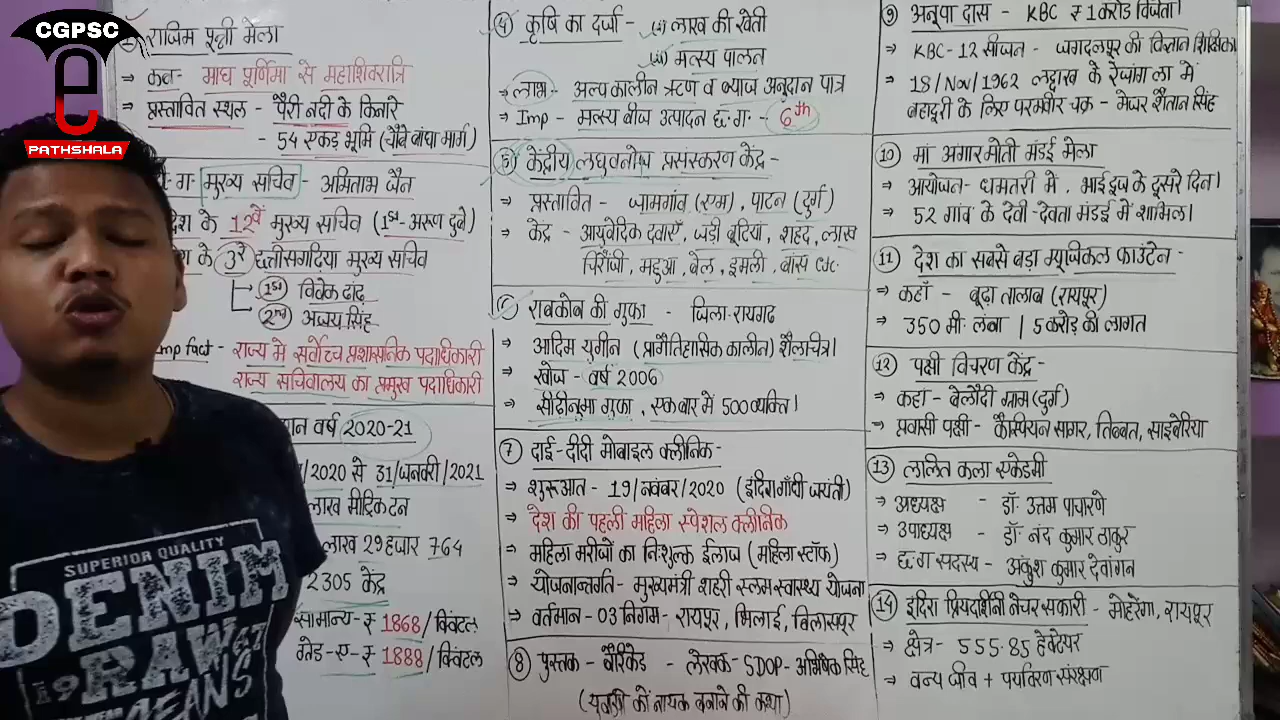 CGPSC
e
PATHSHALA
राजिम पुन्नी मेला
⇒ कब- माघ पूर्णिमा से महाशिवरात्रि
⇒ प्रस्तावित स्थल - पैरी नदी के किनारे
- 54 एकड़ भूमि (चौबे बांधा मार्ग)
ग मुख्य सचिव - अमिताभ जैन
देश के 12वें मुख्य सचिव (1st-अरूण दुबे)
के 3रे छत्तीसगढिया मुख्य सचिव
1st विवेक ढांढ
2nd अजय सिंह
Imp fact - राज्य में सर्वोच्च प्रशासनिक पदाधिकारी
राज्य सचिवालय का प्रमुख पदाधिकारी
वर्ष 2020-21
/2020 से 31/जनवरी/2021
लाख मीट्रिक टन
लाख 29 हजार 764
2305 केंद्र
सामान्य - ₹ 1868/क्विंटल
ग्रेड-ए- ₹ 1888/क्विंटल
SUPERIOR QUALITY
DENIM
RAW
JEANS
④ कृषि का दर्जा - (i) लाख की खेती
(ii) मत्स्य पालन
⇒ लाभ- अल्पकालीन ऋण व ब्याज अनुदान पात्र
⇒ Imp - मत्स्य बीज उत्पादन छ.ग. - 6th
⑤ केंद्रीय लघुवनोपज प्रसंस्करण केंद्र -
⇒ प्रस्तावित - जामगांव (एम), पाटन (दुर्ग)
⇒ केंद्र - आयुर्वेदिक दवाएँ, जड़ी बूटिया, शहद, लाख
चिरौंजी, महुआ, बेल, इमली, बांस etc.
⑥ राबकोब की गुफा - जिला- रायगढ़
⇒ आदिम युगीन (प्रागैतिहासिक कालीन) शैलचित्र।
⇒ खोज - वर्ष 2006
⇒ सीढ़ीनुमा गुफा, एक बार में 500 व्यक्ति।
⑦ दाई-दीदी मोबाइल क्लीनिक-
⇒ शुरूआत - 19/नवंबर/2020 (इंदिरा गाँधी जयंती)
⇒ देश की पहली महिला स्पेशल क्लीनिक
⇒ महिला मरीजों का निःशुल्क ईलाज (महिला स्टॉफ)
⇒ योजनान्तर्गत- मुख्यमंत्री शहरी स्लम स्वास्थ्य योजना
⇒ वर्तमान - 03 निगम - रायपुर, भिलाई, बिलासपुर
⑧ पुस्तक - बैरिकेड - लेखक- SDOP- अभिषेक सिंह
को नायक बनाने की कथा)
⑨ अनूपा दास - KBC ₹ 1 करोड़ विजेता।
⇒ KBC-12 सीजन - जगदलपुर की विज्ञान शिक्षिका
⇒ 18/Nov/1962 लद्दाख के रेजांगला में
बहादुरी के लिए परमवीर चक्र - मेजर शैतान सिंह
⑩ मां अंगारमोती मंडई मेला
⇒ आयोजन- धमतरी में, भाईदूज के दूसरे दिन।
⇒ 52 गांव के देवी-देवता मंडई में शामिल।
⑪ देश का सबसे बड़ा म्यूजिकल फाउंटेन -
⇒ कहाँ - बूढ़ा तालाब (रायपुर)
⇒ 350 मी. लंबा / 5 करोड़ की लागत
⑫ पक्षी विचरण केंद्र -
⇒ कहाँ - बेलौदी ग्राम (दुर्ग)
⇒ प्रवासी पक्षी - कैस्पियन सागर, तिब्बत, साइबेरिया
⑬ ललित कला एकेडमी
⇒ अध्यक्ष - डॉ. उत्तम पाचारणे
⇒ उपाध्यक्ष - डॉ. नंद कुमार ठाकुर
⇒ छ.ग सदस्य - अंकुश कुमार देवांगन
⑭ इंदिरा प्रियदर्शिनी नेचर सफारी - मोहरेंगा, रायपुर
⇒ क्षेत्र - 555.85 हेक्टेयर
⇒ वन्य जीव + पर्यावरण संरक्षण